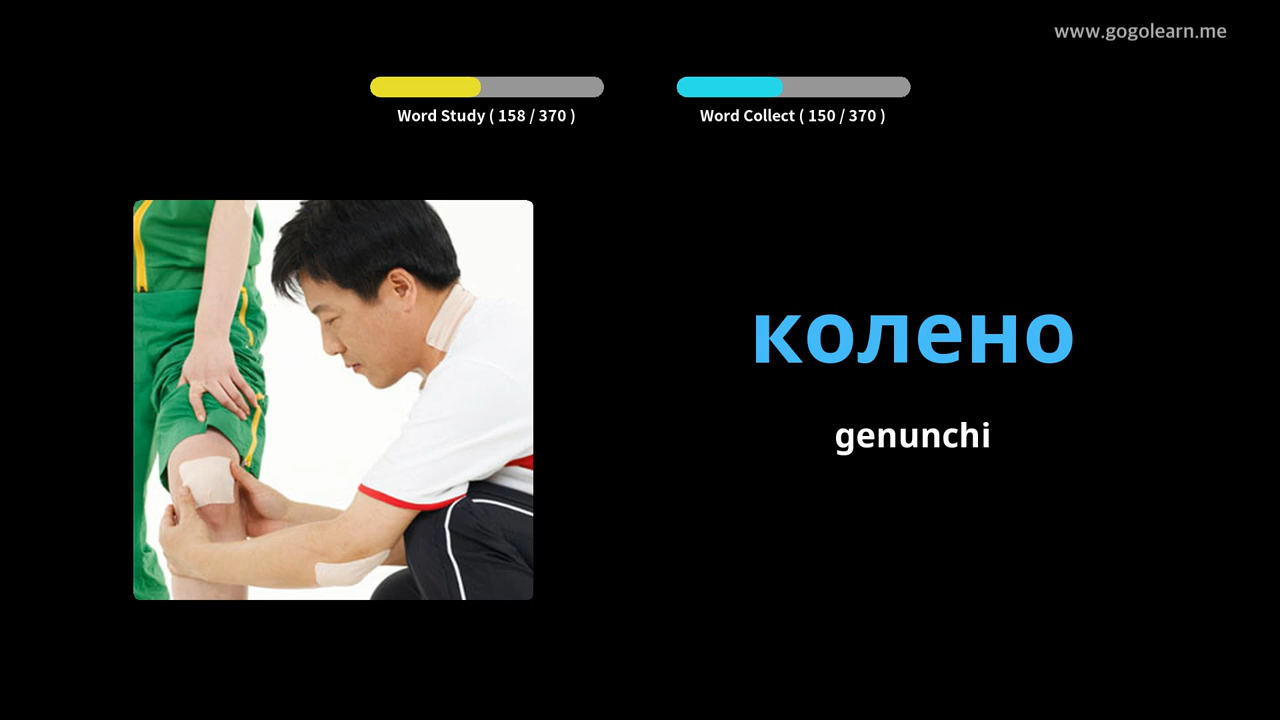 www.gogolearn.me
Word Study ( 158 / 370 )
Word Collect ( 150 / 370 )
колено
genunchi